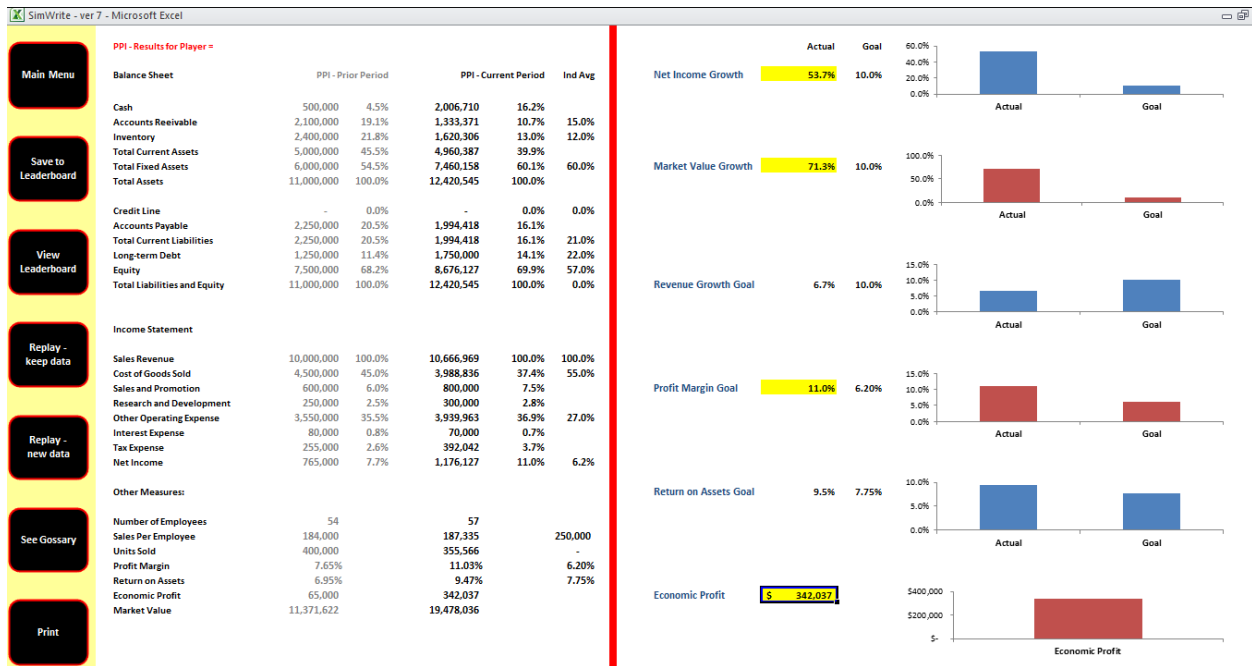 SimWrite - ver 7 - Microsoft Excel
Main Menu
Save to
Leaderboard
View
Leaderboard
Replay -
keep data
Replay -
new data
See Gossary
Print
PPI - Results for Player =
Balance Sheet PPI - Prior Period PPI - Current Period Ind Avg
Cash 500,000 4.5% 2,006,710 16.2%
Accounts Reeivable 2,100,000 19.1% 1,333,371 10.7% 15.0%
Inventory 2,400,000 21.8% 1,620,306 13.0% 12.0%
Total Current Assets 5,000,000 45.5% 4,960,387 39.9%
Total Fixed Assets 6,000,000 54.5% 7,460,158 60.1% 60.0%
Total Assets 11,000,000 100.0% 12,420,545 100.0%
Credit Line - 0.0% - 0.0% 0.0%
Accounts Payable 2,250,000 20.5% 1,994,418 16.1%
Total Current Liabilities 2,250,000 20.5% 1,994,418 16.1% 21.0%
Long-term Debt 1,250,000 11.4% 1,750,000 14.1% 22.0%
Equity 7,500,000 68.2% 8,676,127 69.9% 57.0%
Total Liabilities and Equity 11,000,000 100.0% 12,420,545 100.0% 0.0%
Income Statement
Sales Revenue 10,000,000 100.0% 10,666,969 100.0% 100.0%
Cost of Goods Sold 4,500,000 45.0% 3,988,836 37.4% 55.0%
Sales and Promotion 600,000 6.0% 800,000 7.5%
Research and Development 250,000 2.5% 300,000 2.8%
Other Operating Expense 3,550,000 35.5% 3,939,963 36.9% 27.0%
Interest Expense 80,000 0.8% 70,000 0.7%
Tax Expense 255,000 2.6% 392,042 3.7%
Net Income 765,000 7.7% 1,176,127 11.0% 6.2%
Other Measures:
Number of Employees 54 57
Sales Per Employee 184,000 187,335 250,000
Units Sold 400,000 355,566 -
Profit Margin 7.65% 11.03% 6.20%
Return on Assets 6.95% 9.47% 7.75%
Economic Profit 65,000 342,037
Market Value 11,371,622 19,478,036
Actual Goal
Net Income Growth 53.7% 10.0%
60.0%
40.0%
20.0%
0.0%
Actual Goal
Market Value Growth 71.3% 10.0%
100.0%
50.0%
0.0%
Actual Goal
Revenue Growth Goal 6.7% 10.0%
15.0%
10.0%
5.0%
0.0%
Actual Goal
Profit Margin Goal 11.0% 6.20%
15.0%
10.0%
5.0%
0.0%
Actual Goal
Return on Assets Goal 9.5% 7.75%
10.0%
5.0%
0.0%
Actual Goal
Economic Profit $ 342,037
$400,000
$200,000
$-
Economic Profit